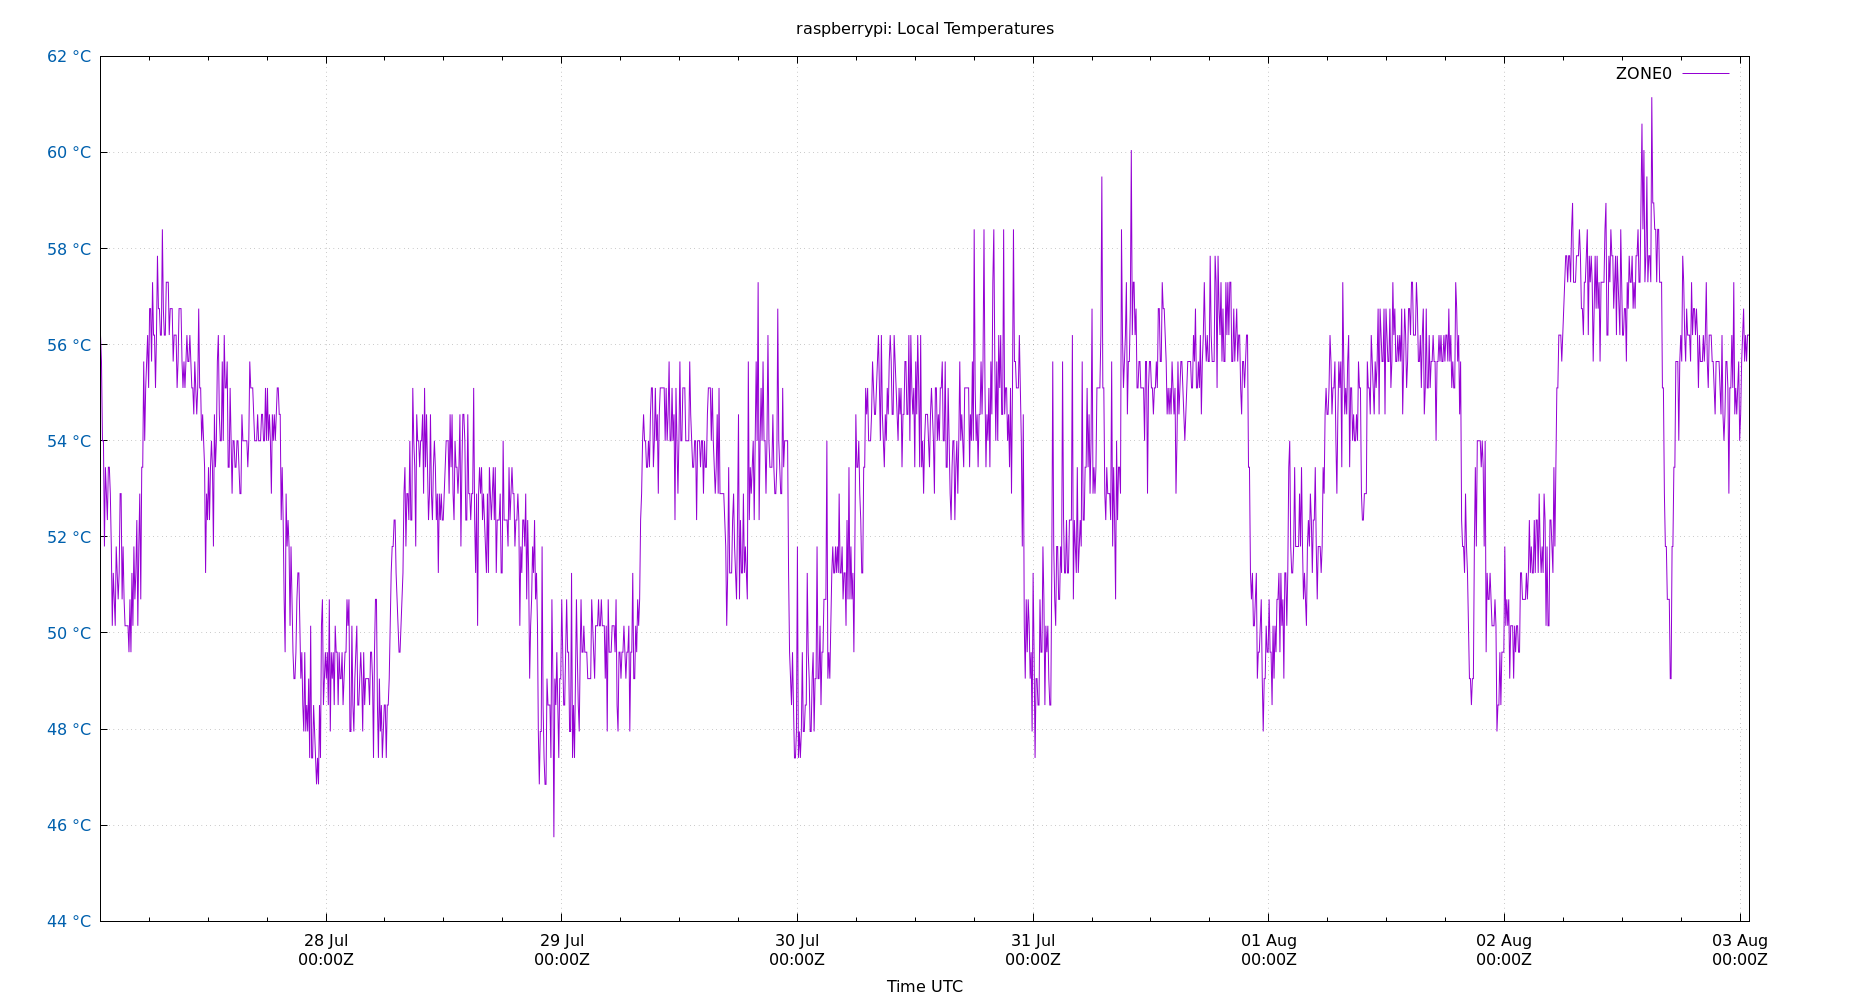 raspberrypi: Local Temperatures
62 °C
ZONE0
60 °C
58 °C
56 °C
54 °C
52 °C
50 °C
48 °C
46 °C
44 °C
28 Jul 29 Jul 30 Jul 31 Jul 01 Aug 02 Aug 03 Aug
00:00Z 00:00Z 00:00Z 00:00Z 00:00Z 00:00Z 00:00Z
Time UTC